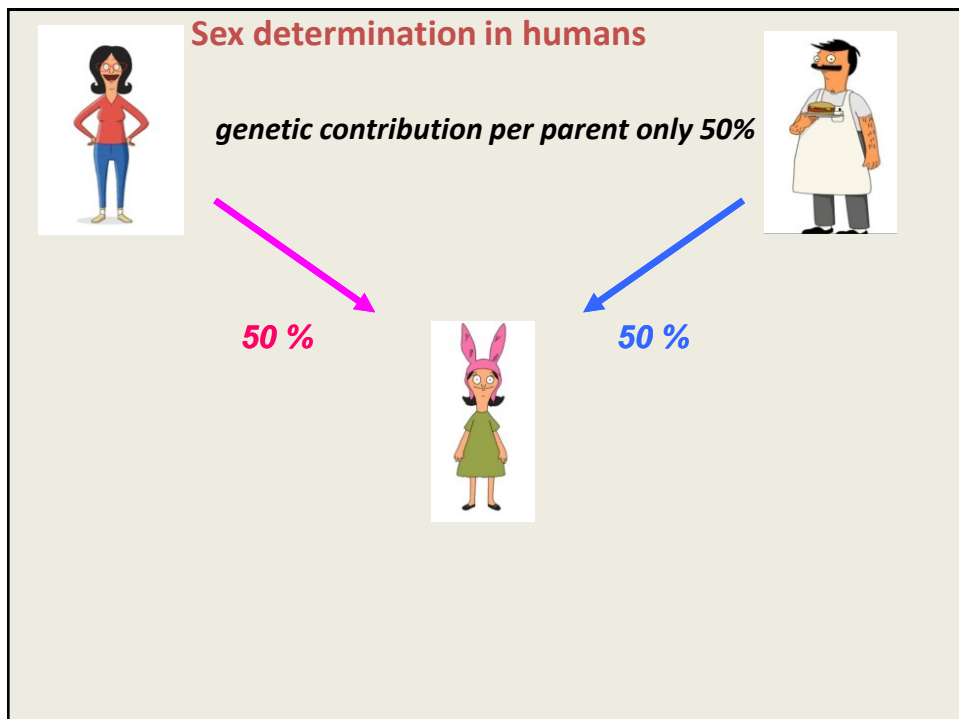 Sex determination in humans
genetic contribution per parent only 50%
50 %
50 %